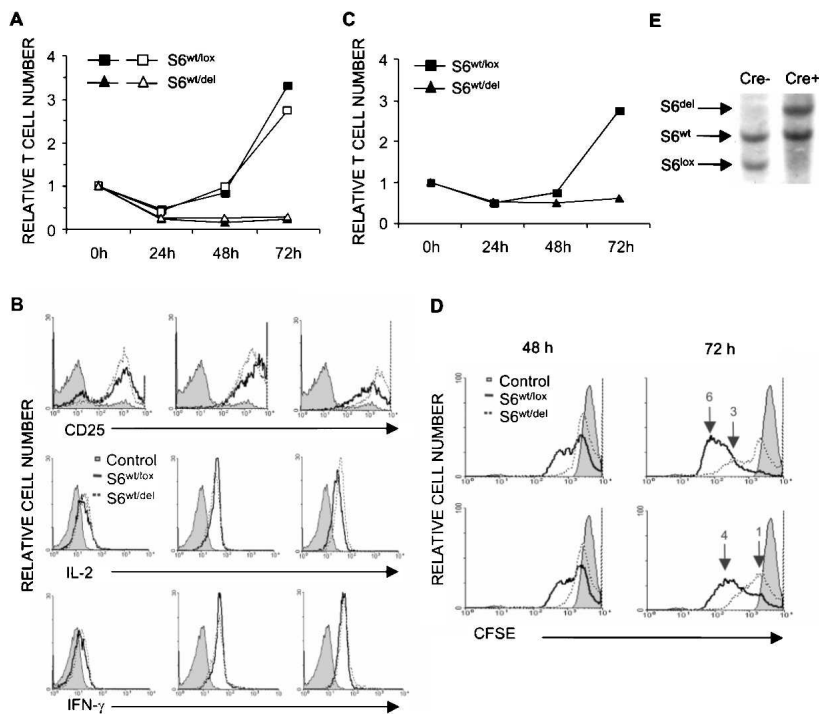 A
RELATIVE T CELL NUMBER
4
3
2
1
0
0h 24h 48h 72h
S6wt/lox
S6wt/del
C
RELATIVE T CELL NUMBER
4
3
2
1
0
0h 24h 48h 72h
S6wt/lox
S6wt/del
E
Cre- Cre+
S6del
S6wt
S6lox
B
RELATIVE CELL NUMBER
CD25
Control
S6wt/lox
S6wt/del
IL-2
IFN-γ
D
48 h 72 h
RELATIVE CELL NUMBER
Control
S6wt/lox
S6wt/del
6 3
4 1
CFSE